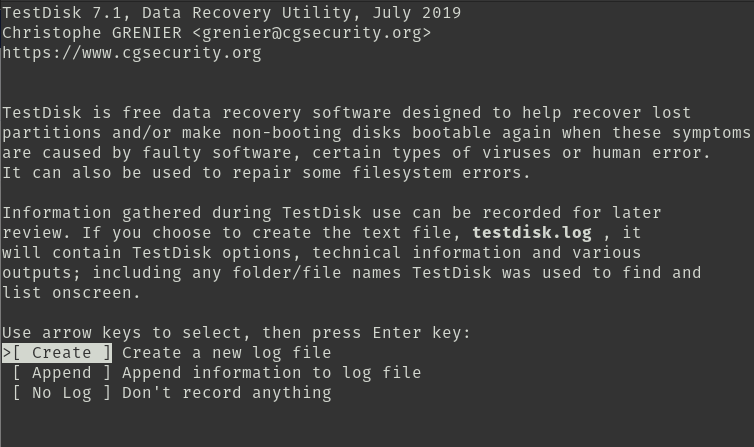 TestDisk 7.1, Data Recovery Utility, July 2019
Christophe GRENIER <grenier@cgsecurity.org>
https://www.cgsecurity.org
TestDisk is free data recovery software designed to help recover lost
partitions and/or make non-booting disks bootable again when these symptoms
are caused by faulty software, certain types of viruses or human error.
It can also be used to repair some filesystem errors.
Information gathered during TestDisk use can be recorded for later
review. If you choose to create the text file, testdisk.log , it
will contain TestDisk options, technical information and various
outputs; including any folder/file names TestDisk was used to find and
list onscreen.
Use arrow keys to select, then press Enter key:
>[ Create ] Create a new log file
[ Append ] Append information to log file
[ No Log ] Don't record anything